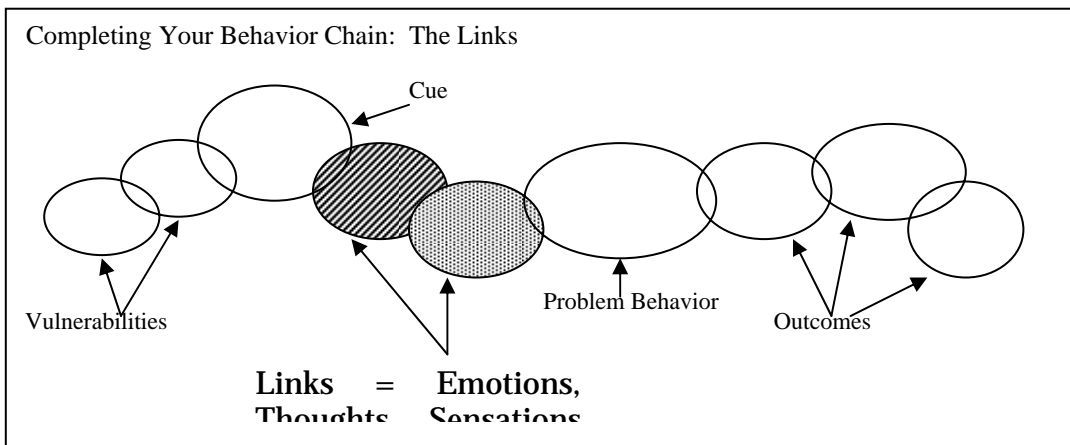 Completing Your Behavior Chain: The Links
Cue
Problem Behavior
Vulnerabilities
Outcomes
Links = Emotions,
Thoughts Sensations